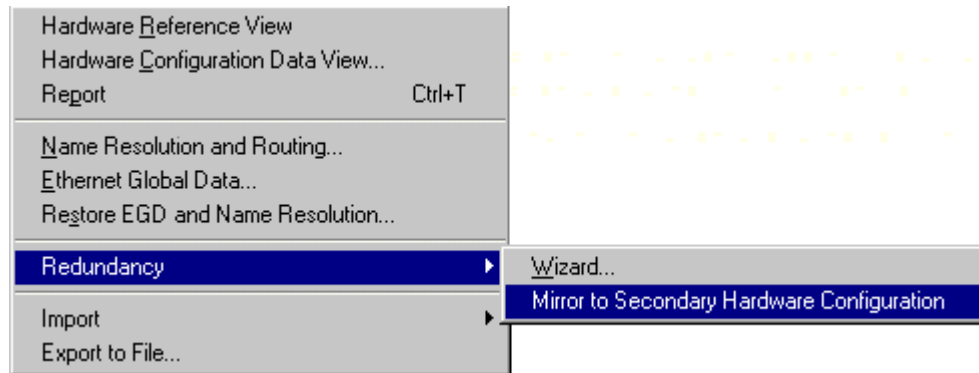 Hardware Reference View
Hardware Configuration Data View...
Report Ctrl+T
Name Resolution and Routing...
Ethernet Global Data...
Restore EGD and Name Resolution...
Redundancy
Wizard...
Mirror to Secondary Hardware Configuration
Import
Export to File...